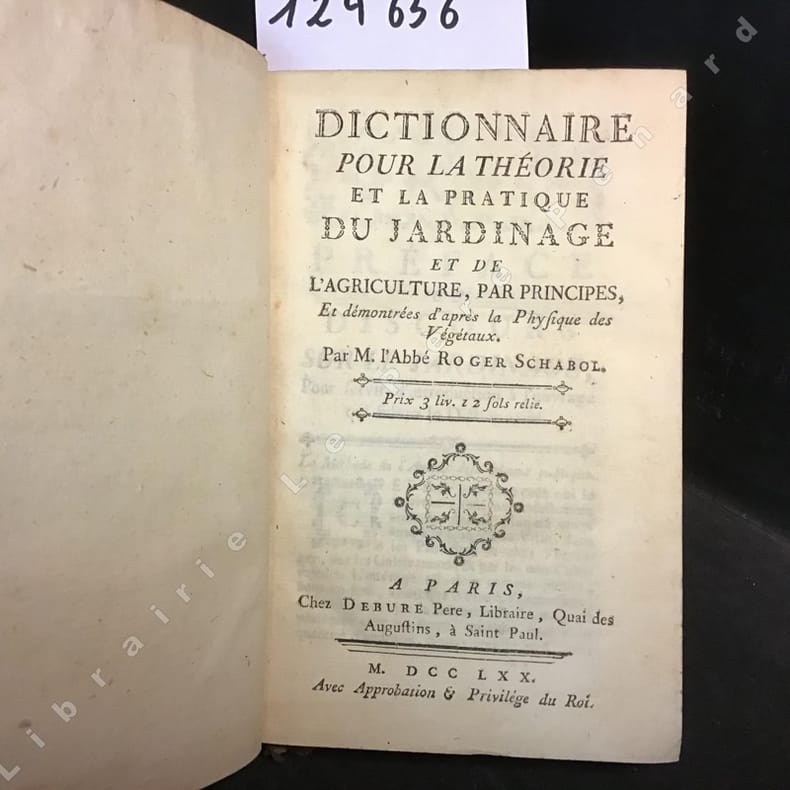 124656
DICTIONNAIRE
POUR LA THÉORIE
ET LA PRATIQUE
DU JARDINAGE
ET DE
L'AGRICULTURE, PAR PRINCIPES,
Et démontrées d'après la Phyſique des
Végétaux.
Par M. l'Abbé ROGER SCHABOL.
Prix 3 liv. 12 ſols relié.
A PARIS,
Chez DEBURE Pere, Libraire, Quai des
Auguſtins, à Saint Paul.
M. DCC LXX.
Avec Approbation & Privilége du Roi.
Librairie Le Père Pénard